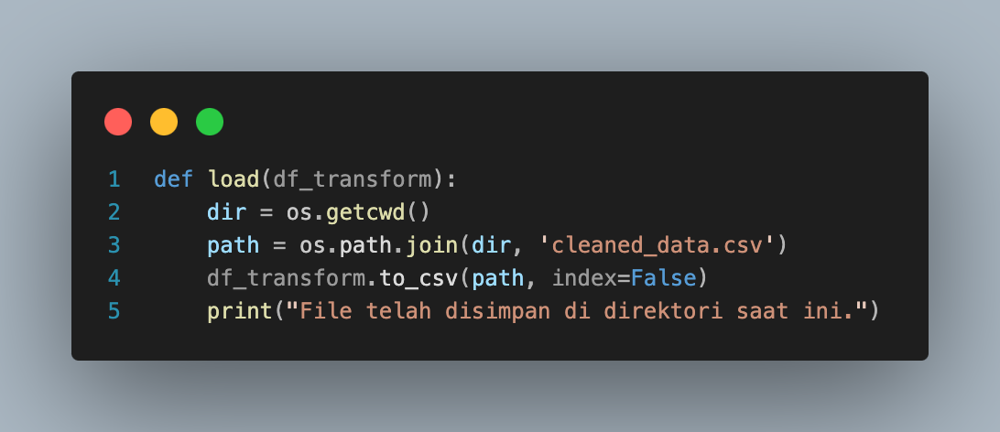 1 def load(df_transform):
2     dir = os.getcwd()
3     path = os.path.join(dir, 'cleaned_data.csv')
4     df_transform.to_csv(path, index=False)
5     print("File telah disimpan di direktori saat ini.")